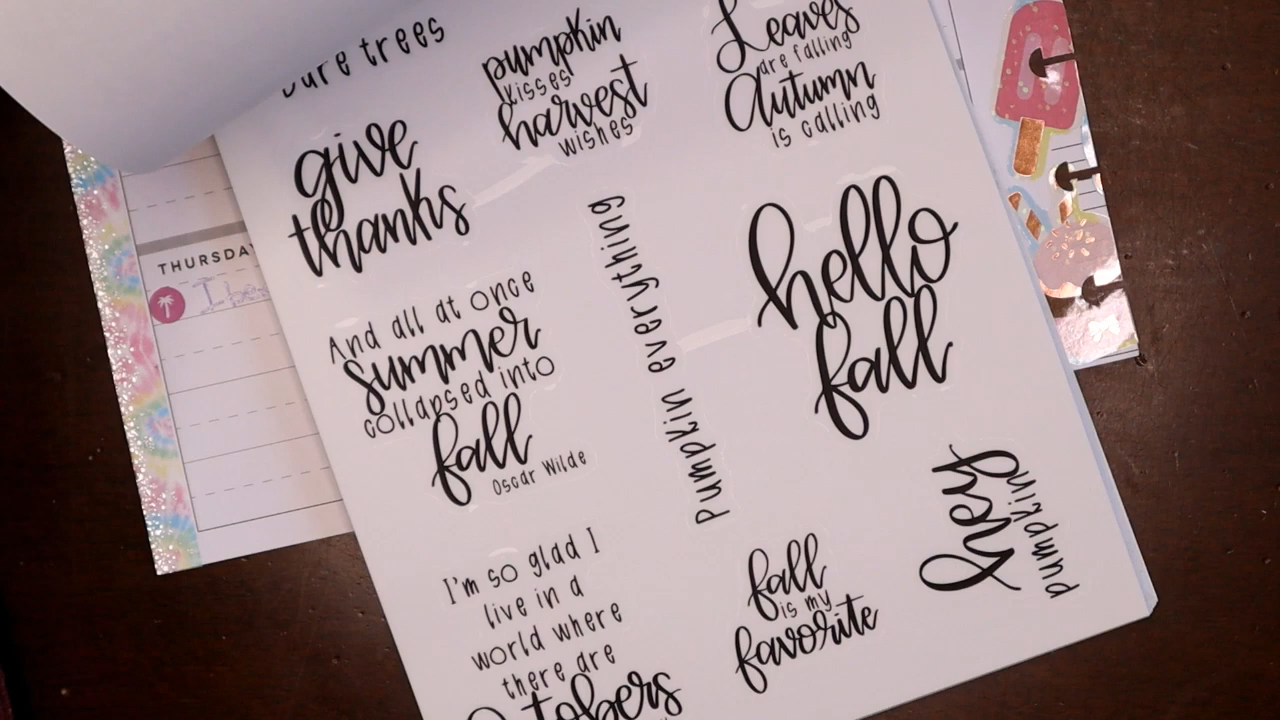 bare trees
pumpkin
kisses
harvest
wishes
Leaves
are falling
Autumn
is calling
give
thanks
pumpkin everything
hello
fall
THURSDAY
And all at once
summer
collapsed into
fall
Oscar Wilde
hey
pumpkin
I'm so glad I
live in a
world where
there are
Octobers
fall
is my
favorite